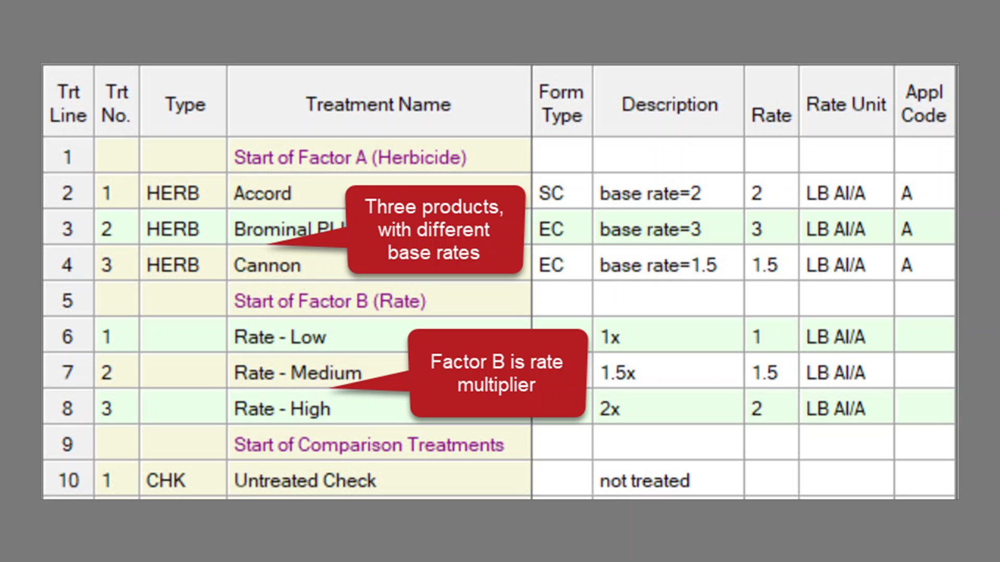 Trt Line Trt No. Type Treatment Name Form Type Description Rate Rate Unit Appl Code
1 Start of Factor A (Herbicide)
2 1 HERB Accord SC base rate=2 2 LB AI/A A
3 2 HERB Brominal EC base rate=3 3 LB AI/A A
4 3 HERB Cannon EC base rate=1.5 1.5 LB AI/A A
Three products,
with different
base rates
5 Start of Factor B (Rate)
6 1 Rate - Low 1x 1 LB AI/A
7 2 Rate - Medium 1.5x 1.5 LB AI/A
8 3 Rate - High 2x 2 LB AI/A
Factor B is rate
multiplier
9 Start of Comparison Treatments
10 1 CHK Untreated Check not treated